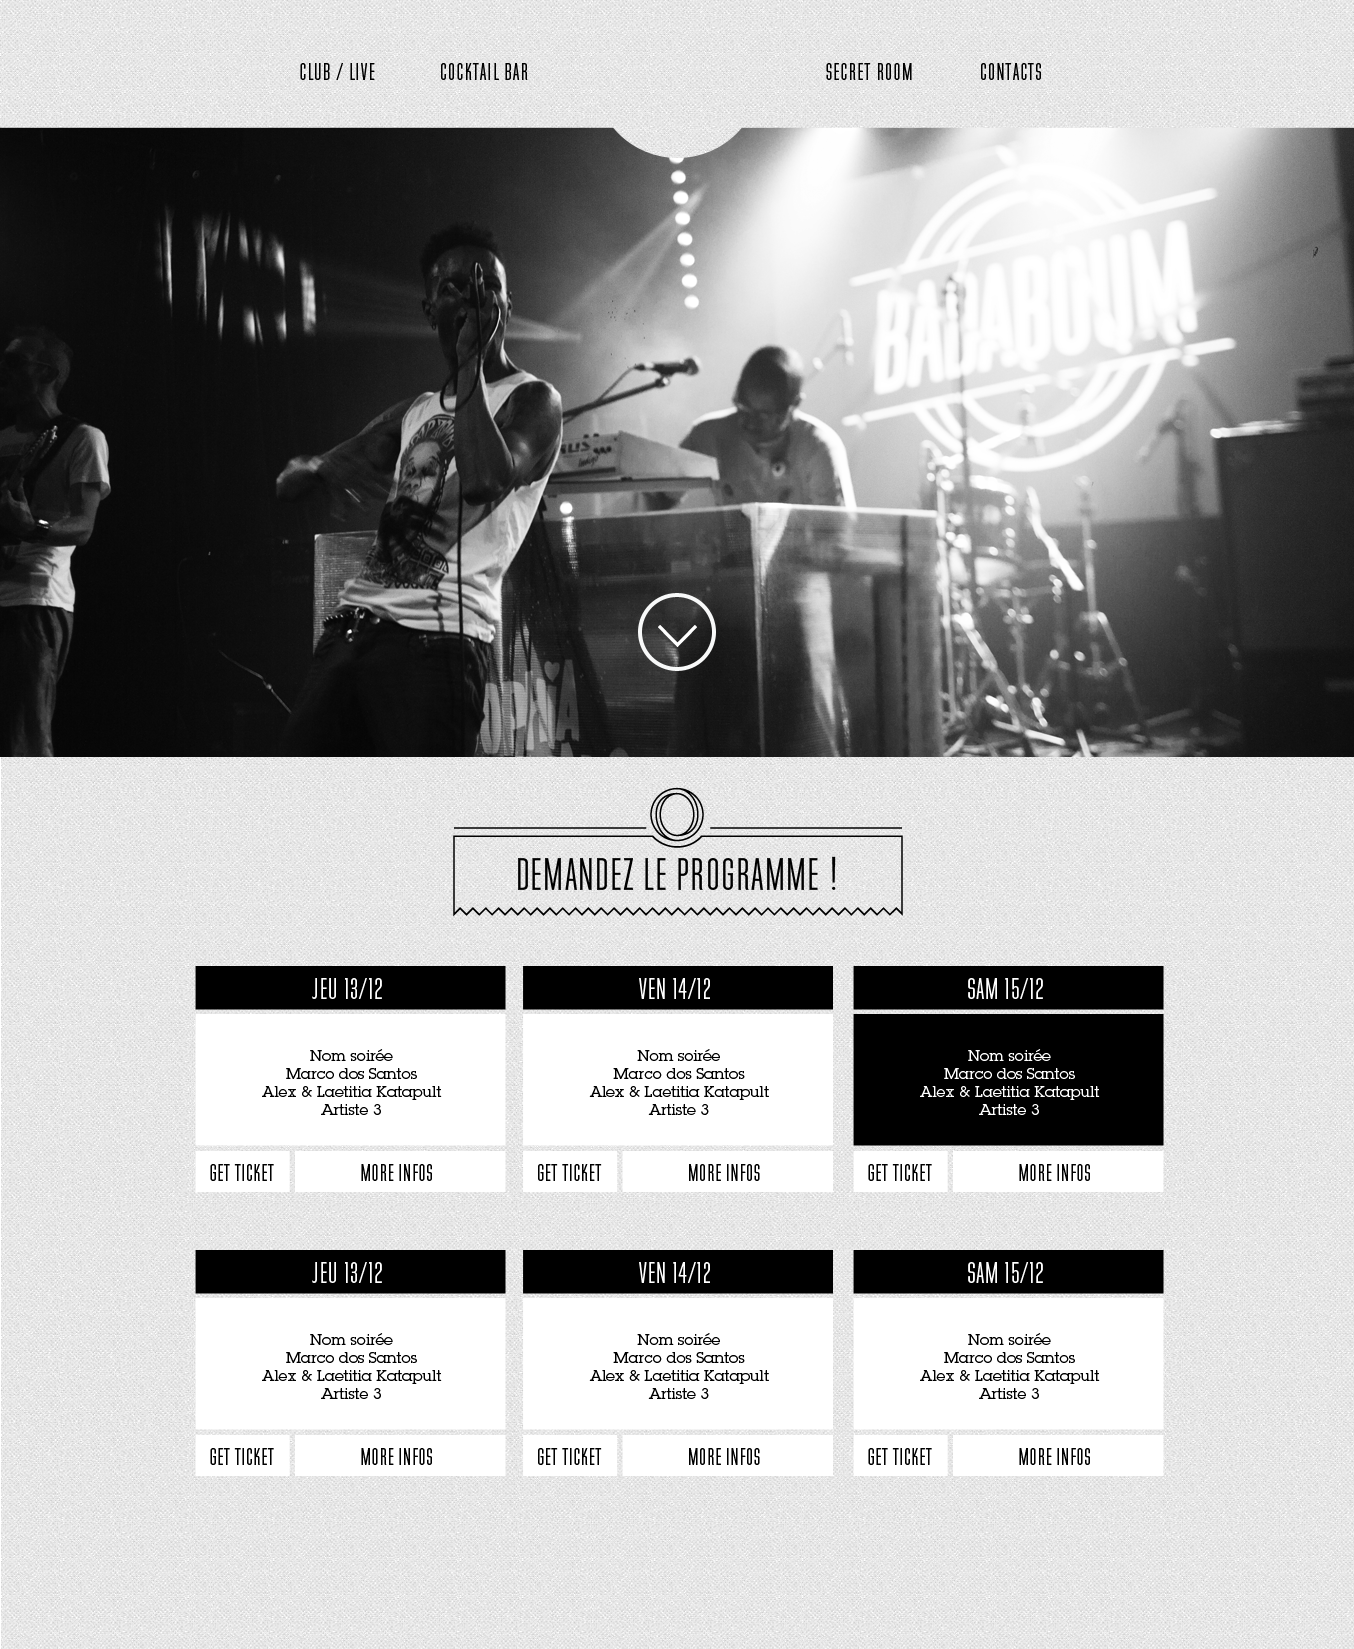 CLUB / LIVE COCKTAIL BAR SECRET ROOM CONTACTS
BADABOUM
DEMANDEZ LE PROGRAMME !
JEU 13/12 VEN 14/12 SAM 15/12
Nom soirée Nom soirée Nom soirée
Marco dos Santos Marco dos Santos Marco dos Santos
Alex & Laetitia Katapult Alex & Laetitia Katapult Alex & Laetitia Katapult
Artiste 3 Artiste 3 Artiste 3
GET TICKET MORE INFOS GET TICKET MORE INFOS GET TICKET MORE INFOS
JEU 13/12 VEN 14/12 SAM 15/12
Nom soirée Nom soirée Nom soirée
Marco dos Santos Marco dos Santos Marco dos Santos
Alex & Laetitia Katapult Alex & Laetitia Katapult Alex & Laetitia Katapult
Artiste 3 Artiste 3 Artiste 3
GET TICKET MORE INFOS GET TICKET MORE INFOS GET TICKET MORE INFOS